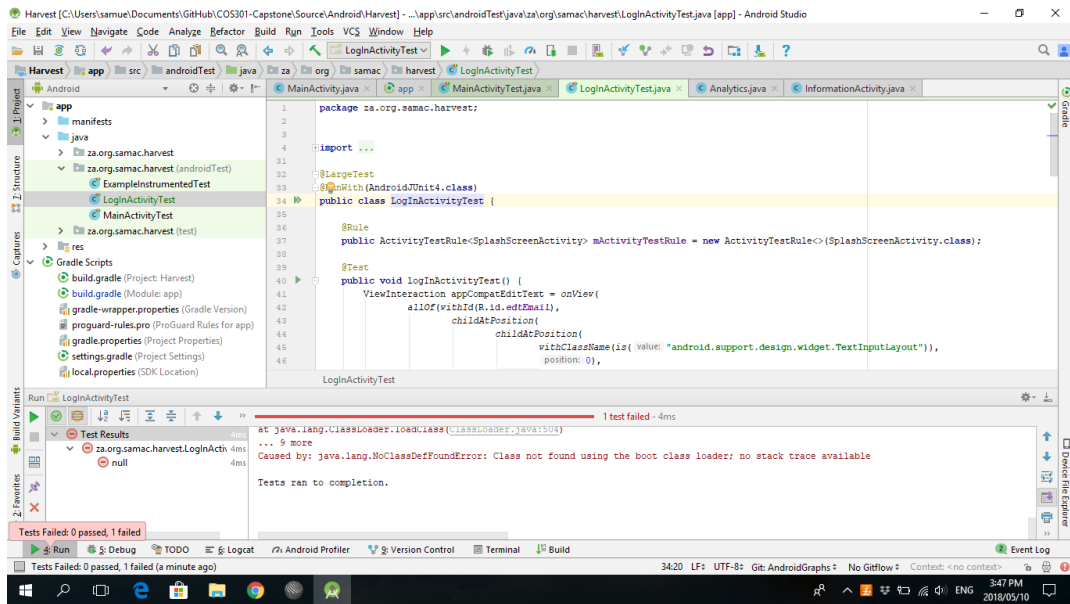 Harvest [C:\Users\samue\Documents\GitHub\COS301-Capstone\Source\Android\Harvest] - ...\app\src\androidTest\java\za\org\samac\harvest\LogInActivityTest.java [app] - Android Studio
File Edit View Navigate Code Analyze Refactor Build Run Tools VCS Window Help
LogInActivityTest
Harvest app src androidTest java za org samac harvest LogInActivityTest
Android
MainActivity.java app MainActivityTest.java LogInActivityTest.java Analytics.java InformationActivity.java
1: Project
7: Structure
Captures
Build Variants
2: Favorites
app
manifests
java
za.org.samac.harvest
za.org.samac.harvest (androidTest)
ExampleInstrumentedTest
LogInActivityTest
MainActivityTest
za.org.samac.harvest (test)
res
Gradle Scripts
build.gradle (Project: Harvest)
build.gradle (Module: app)
gradle-wrapper.properties (Gradle Version)
proguard-rules.pro (ProGuard Rules for app)
gradle.properties (Project Properties)
settings.gradle (Project Settings)
local.properties (SDK Location)
1 package za.org.samac.harvest;
2
3
4 import ...
31
32 @LargeTest
33 @RunWith(AndroidJUnit4.class)
34 public class LogInActivityTest {
35
36 @Rule
37 public ActivityTestRule<SplashScreenActivity> mActivityTestRule = new ActivityTestRule<>(SplashScreenActivity.class);
38
39 @Test
40 public void logInActivityTest() {
41 ViewInteraction appCompatEditText = onView(
42 allOf(withId(R.id.edtEmail),
43 childAtPosition(
44 childAtPosition(
45 withClassName(is( value: "android.support.design.widget.TextInputLayout")),
46 position: 0),
LogInActivityTest
Gradle
Device File Explorer
Run LogInActivityTest
1 test failed - 4ms
Test Results 4ms
za.org.samac.harvest.LogInActiv 4ms
null 4ms
at java.lang.ClassLoader.loadClass(ClassLoader.java:504)
... 9 more
Caused by: java.lang.NoClassDefFoundError: Class not found using the boot class loader; no stack trace available
Tests ran to completion.
Tests Failed: 0 passed, 1 failed
4: Run 5: Debug TODO 6: Logcat Android Profiler 9: Version Control Terminal Build 2 Event Log
Tests Failed: 0 passed, 1 failed (a minute ago) 34:20 LF÷ UTF-8÷ Git: AndroidGraphs÷ No Gitflow÷ Context: <no context>
ENG 3:47 PM
2018/05/10